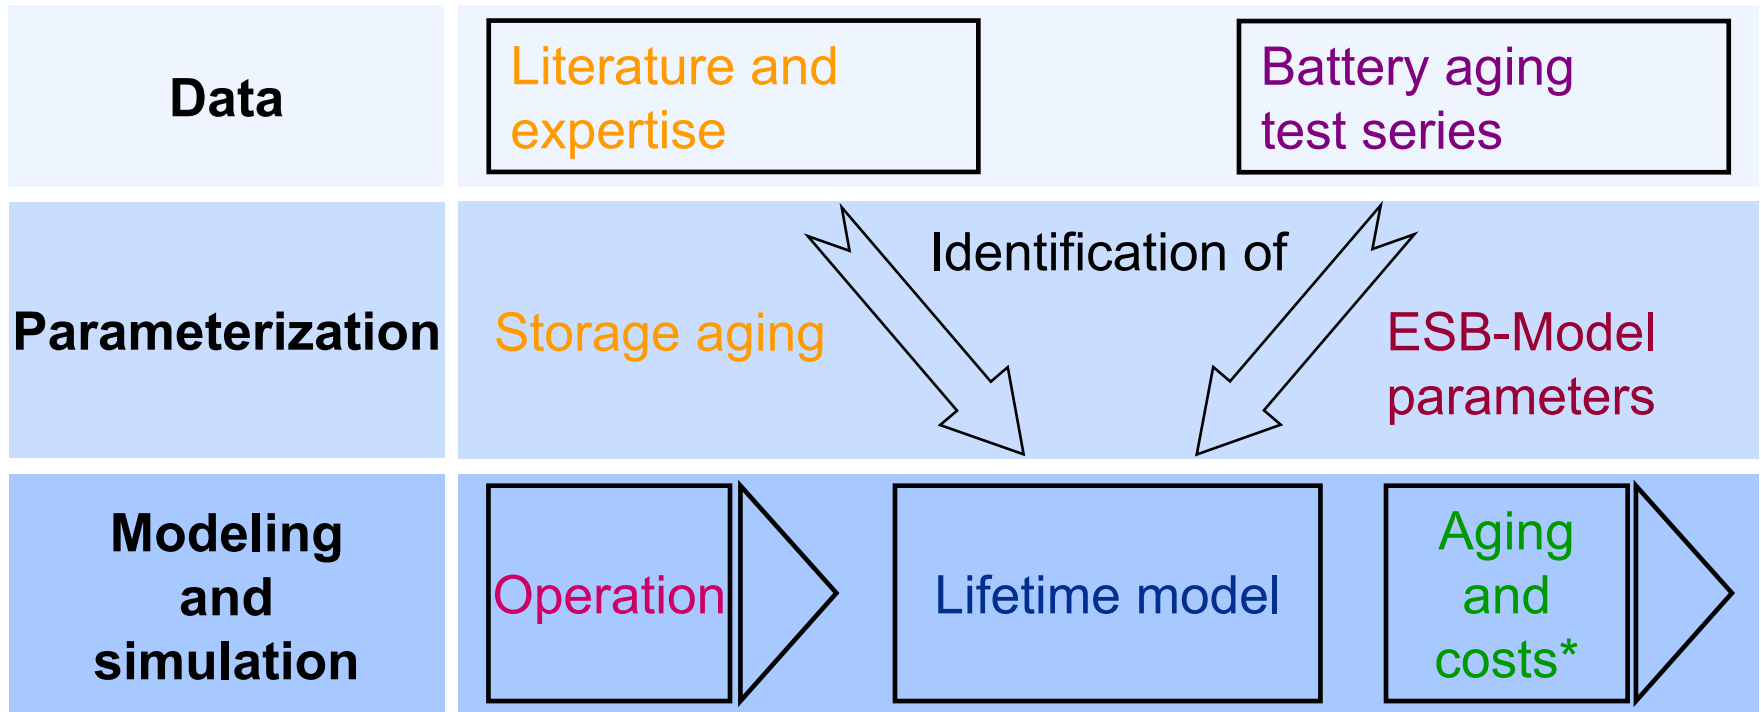 Data
Literature and
expertise
Battery aging
test series
Parameterization
Identification of
Storage aging
ESB-Model
parameters
Modeling
and
simulation
Operation
Lifetime model
Aging
and
costs*